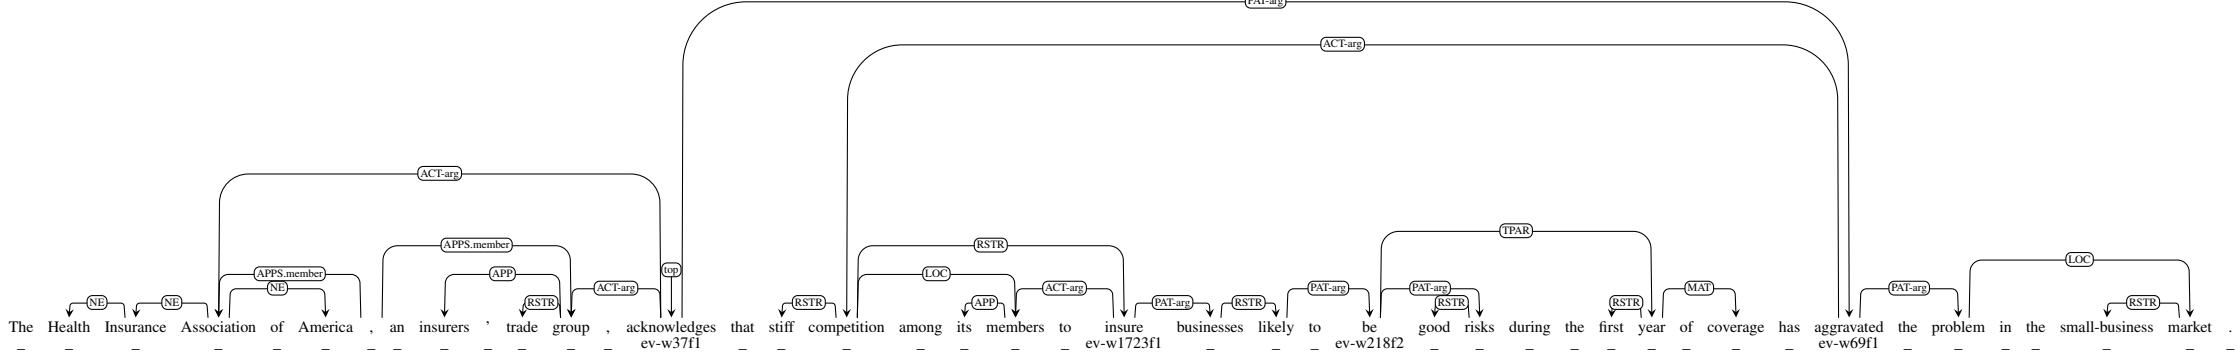 PAT-arg
ACT-arg
ACT-arg
TPAR
APPS.member RSTR
LOC
top
APPS.member APP LOC
NE ACT-arg ACT-arg PAT-arg PAT-arg MAT PAT-arg
NE NE RSTR RSTR APP PAT-arg RSTR RSTR RSTR RSTR
The Health Insurance Association of America , an insurers ' trade group , acknowledges that stiff competition among its members to insure businesses likely to be good risks during the first year of coverage has aggravated the problem in the small-business market .
_ _ _ _ _ _ _ _ _ _ _ _ _ ev-w37f1 _ _ _ _ _ _ _ ev-w1723f1 _ _ _ ev-w218f2 _ _ _ _ _ _ _ _ _ ev-w69f1 _ _ _ _ _ _ _